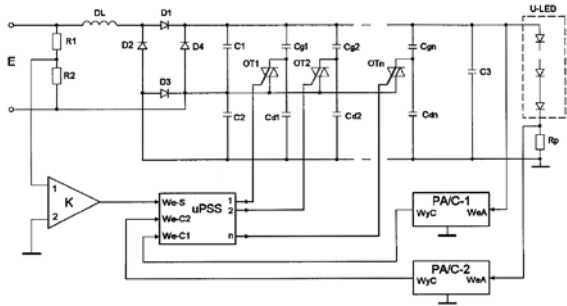 U-LED
DL
D1
R1
D2
D4
C1
Cg1
Cg2
Cgn
E
R2
OT1
OT2
OTn
C3
D3
C2
Cd1
Cd2
Cdn
Rp
1
K
2
We-S
1
uPSS
2
We-C2
We-C1
n
PA/C-1
WyC
WeA
PA/C-2
WyC
WeA